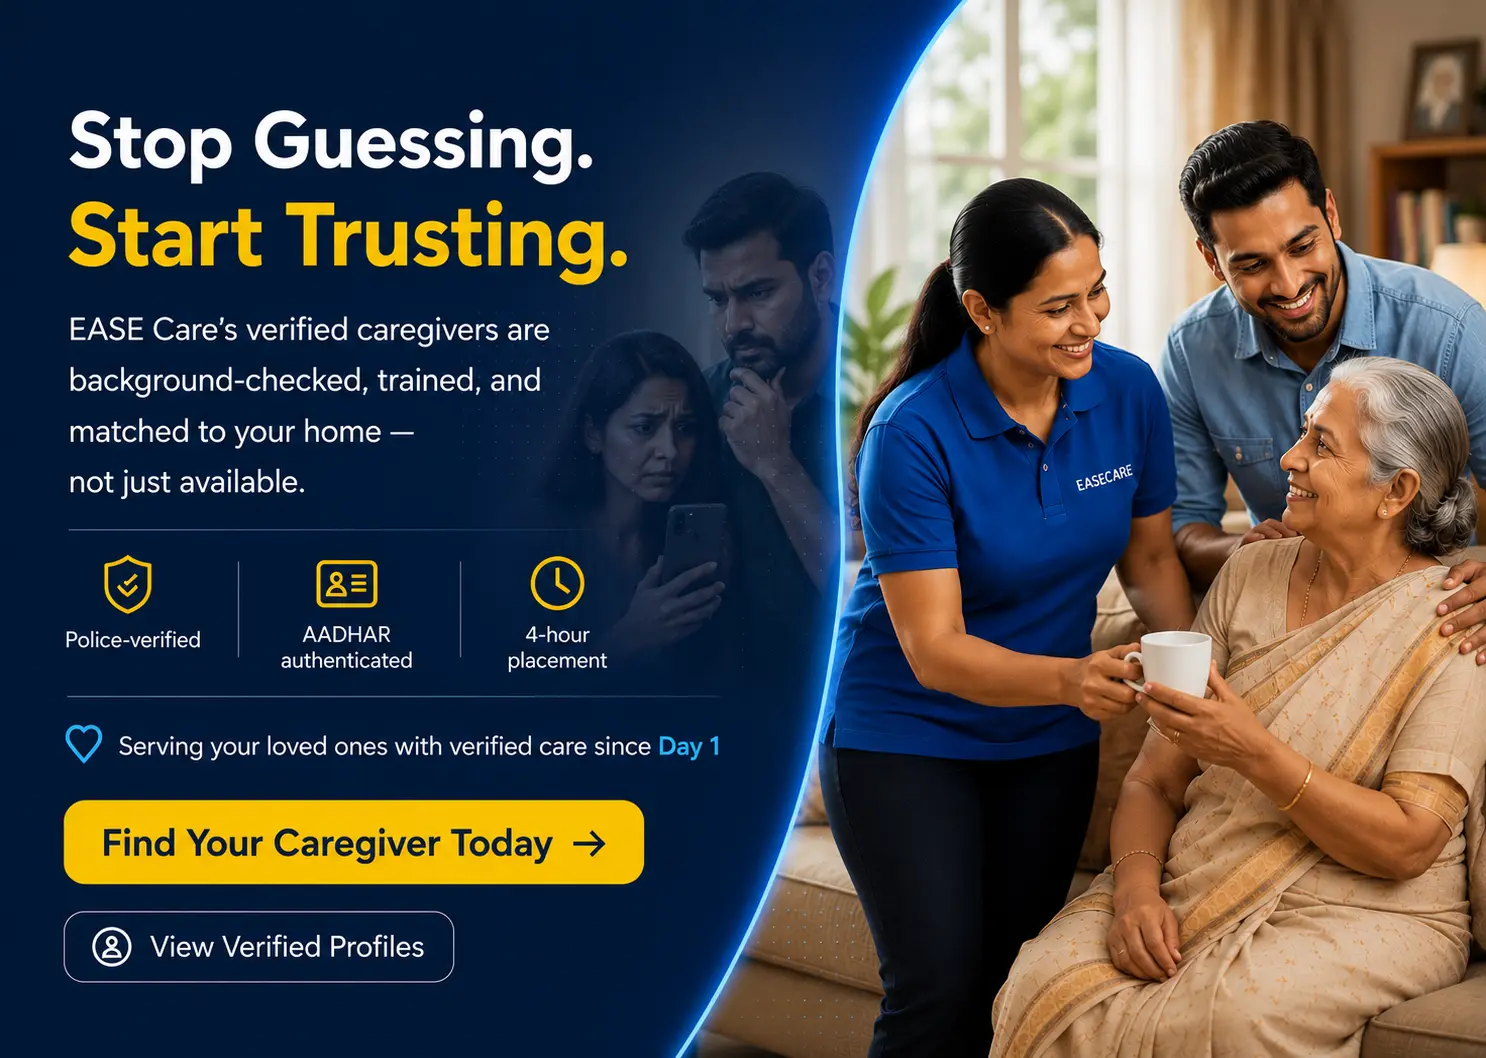 Stop Guessing.
Start Trusting.
EASE Care’s verified caregivers are
background-checked, trained, and
matched to your home —
not just available.
Police-verified
AADHAR
authenticated
4-hour
placement
Serving your loved ones with verified care since Day 1
Find Your Caregiver Today →
View Verified Profiles
EASECARE